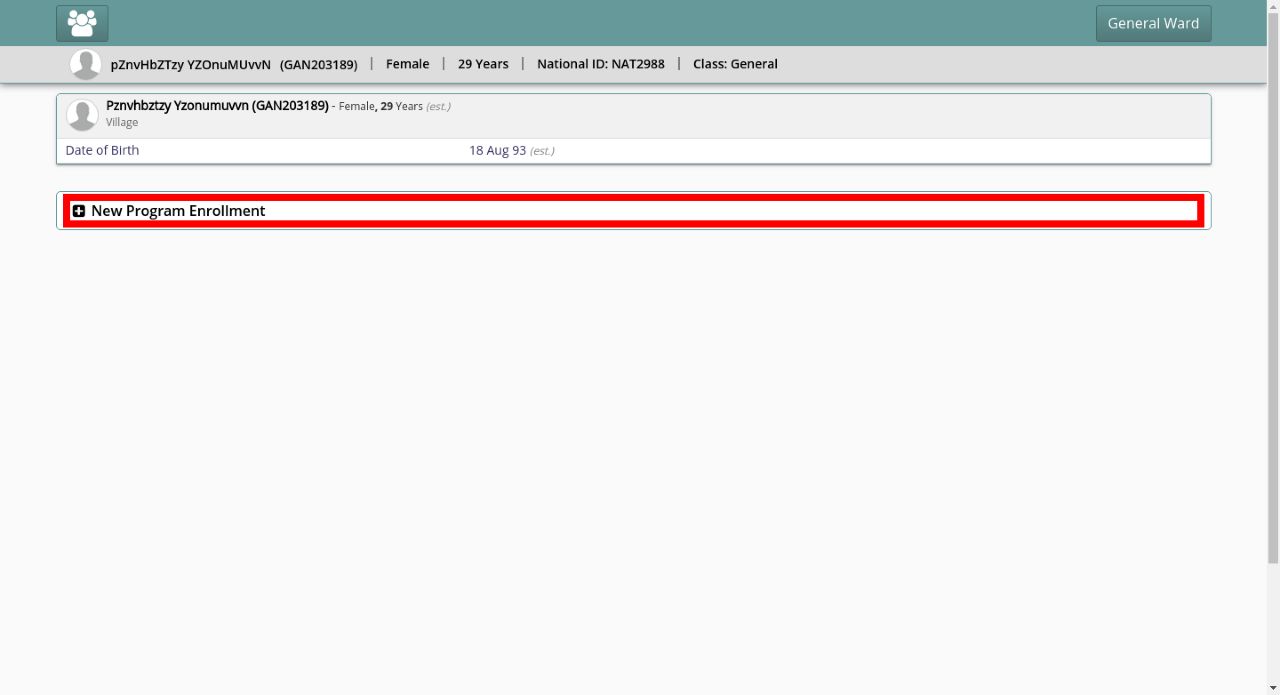 General Ward
pZnvHbZTzy YZOnuMUvvN (GAN203189) | Female | 29 Years | National ID: NAT2988 | Class: General
Pznvhbztzy Yzonumuvvn (GAN203189) - Female, 29 Years (est.)
Village
Date of Birth 18 Aug 93 (est.)
New Program Enrollment